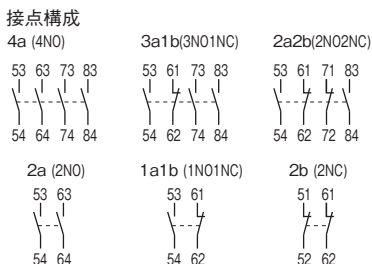 接点構成
4a (4NO) 3a1b(3NO1NC) 2a2b(2NO2NC)
53 63 73 83 53 61 73 83 53 61 71 83
54 64 74 84 54 62 74 84 54 62 72 84
2a (2NO) 1a1b (1NO1NC) 2b (2NC)
53 63 53 61 51 61
54 64 54 62 52 62